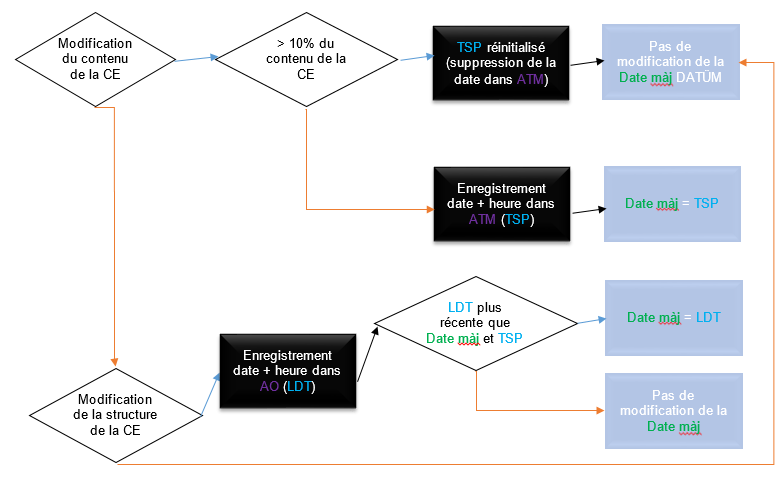 Modification
du contenu
de la CE
> 10% du
contenu de la
CE
TSP réinitialisé
(suppression de la
date dans ATM)
Pas de
modification de la
Date màj DATÛM
Enregistrement
date + heure dans
ATM (TSP)
Date màj = TSP
LDT plus
récente que
Date màj et TSP
Date màj = LDT
Enregistrement
date + heure dans
AO (LDT)
Modification
de la structure
de la CE
Pas de
modification de la
Date màj